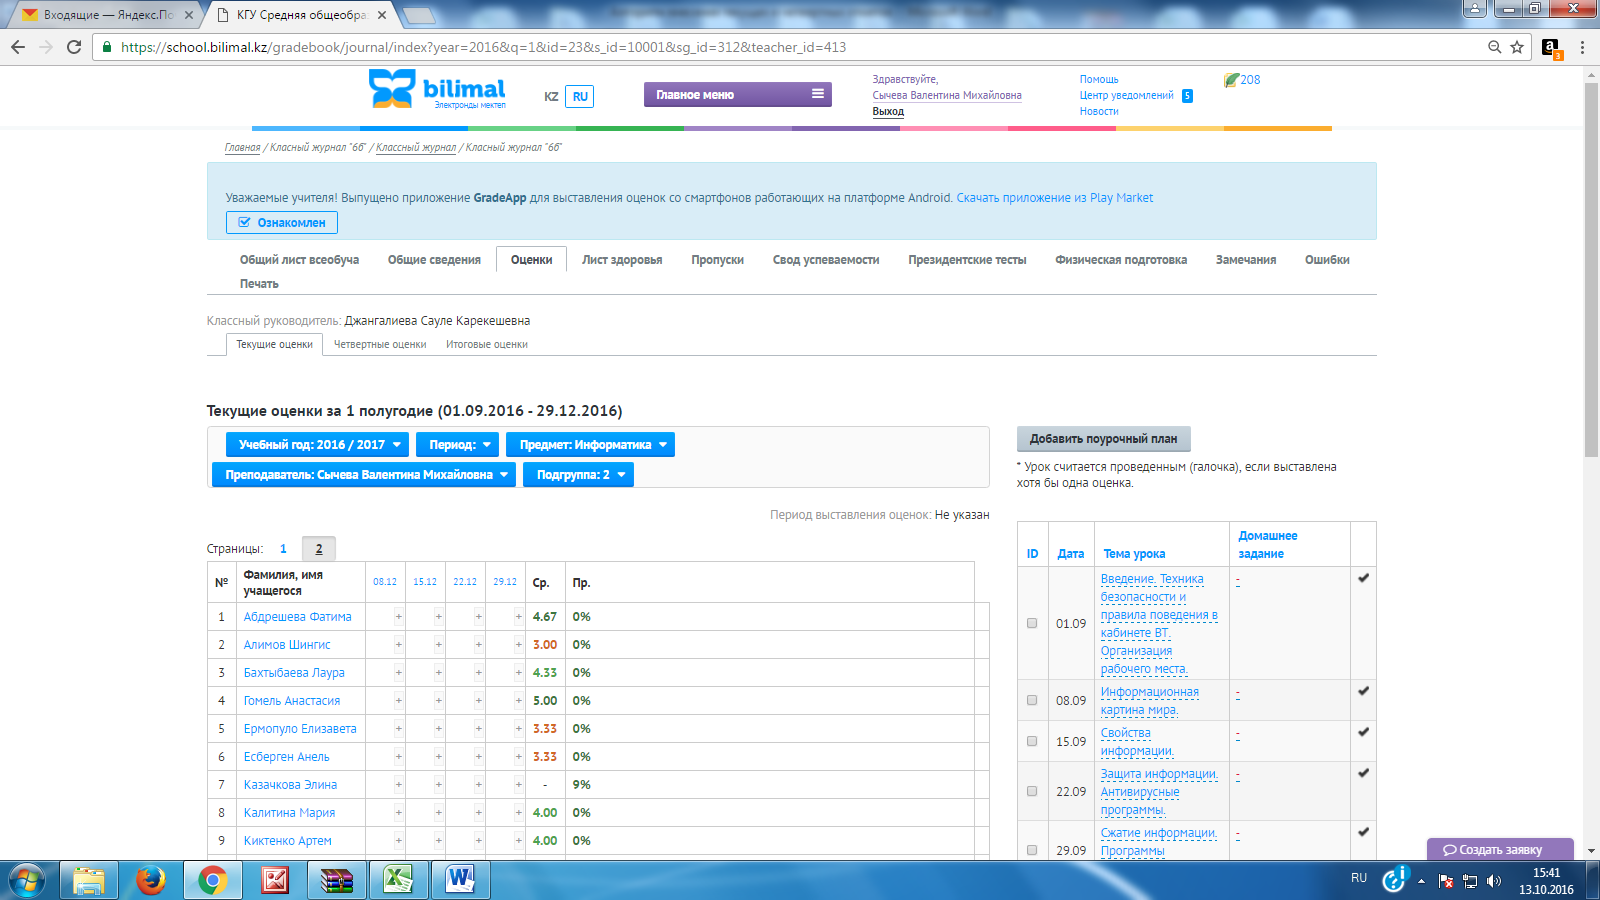 Входящие — Яндекс.По
КГУ Средняя общеобра
https://school.bilimal.kz/gradebook/journal/index?year=2016&q=1&id=23&s_id=10001&sg_id=312&teacher_id=413
a 3
bilimal
Электронды мектеп
KZ RU
Главное меню
Здравствуйте,
Сычева Валентина Михайловна
Выход
Помощь
Центр уведомлений 5
Новости
208
Главная / Класный журнал "6б" / Классный журнал / Класный журнал "6б"
Уважаемые учителя! Выпущено приложение GradeApp для выставления оценок со смартфонов работающих на платформе Android. Скачать приложение из Play Market
Ознакомлен
Общий лист всеобуча Общие сведения Оценки Лист здоровья Пропуски Свод успеваемости Президентские тесты Физическая подготовка Замечания Ошибки
Печать
Классный руководитель: Джангалиева Сауле Карекешевна
Текущие оценки Четвертные оценки Итоговые оценки
Текущие оценки за 1 полугодие (01.09.2016 - 29.12.2016)
Учебный год: 2016 / 2017 Период: Предмет: Информатика
Преподаватель: Сычева Валентина Михайловна Подгруппа: 2
Период выставления оценок: Не указан
Страницы: 1 2
№ Фамилия, имя учащегося 08.12 15.12 22.12 29.12 Ср. Пр.
1 Абдрешева Фатима + + + + 4.67 0%
2 Алимов Шингис + + + + 3.00 0%
3 Бахтыбаева Лаура + + + + 4.33 0%
4 Гомель Анастасия + + + + 5.00 0%
5 Ермопуло Елизавета + + + + 3.33 0%
6 Есберген Анель + + + + 3.33 0%
7 Казачкова Элина + + + + - 9%
8 Калитина Мария + + + + 4.00 0%
9 Киктенко Артем + + + + 4.00 0%
Добавить поурочный план
* Урок считается проведенным (галочка), если выставлена
хотя бы одна оценка.
ID Дата Тема урока Домашнее задание
01.09 Введение. Техника -
безопасности и
правила поведения в
кабинете ВТ.
Организация
рабочего места.
08.09 Информационная -
картина мира.
15.09 Свойства -
информации.
22.09 Защита информации. -
Антивирусные
программы.
29.09 Сжатие информации. -
Программы
Создать заявку
RU
15:41
13.10.2016